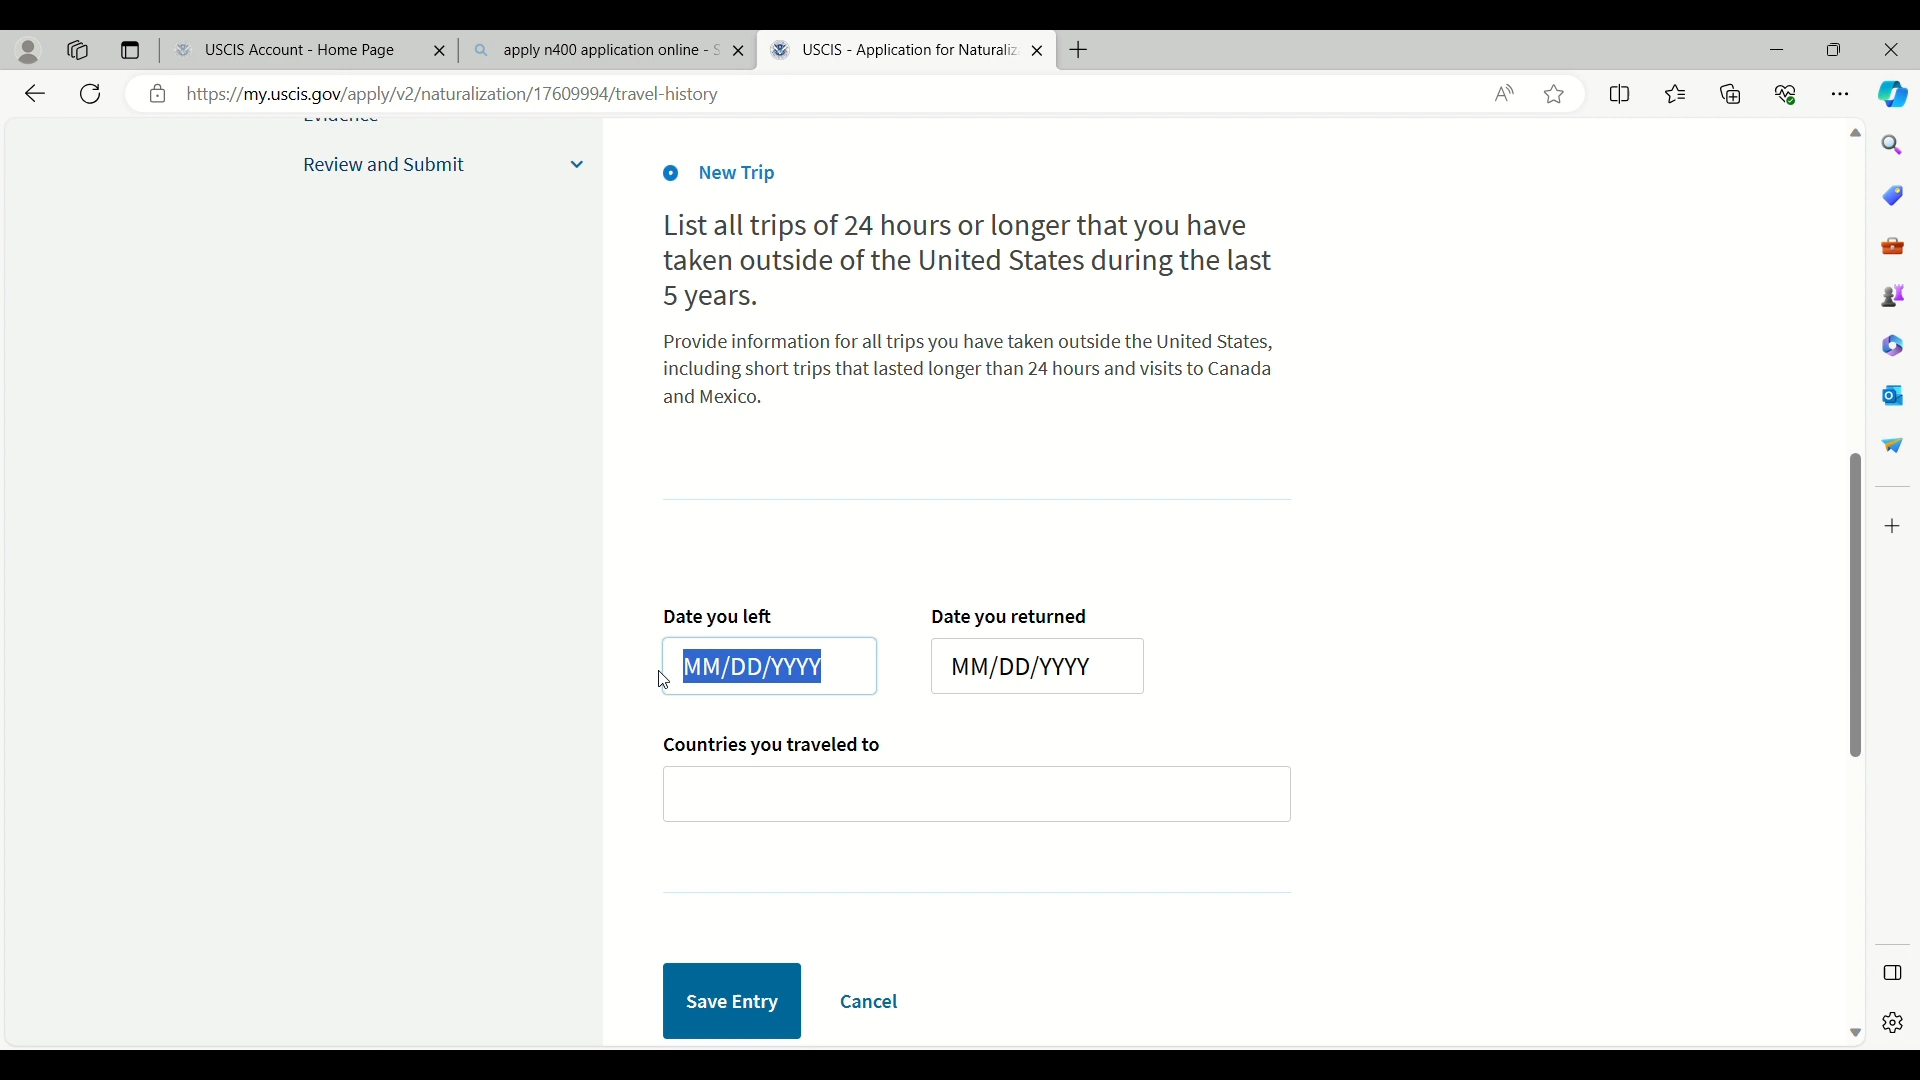 USCIS Account - Home Page
apply n400 application online - S
USCIS - Application for Naturaliz
https://my.uscis.gov/apply/v2/naturalization/17609994/travel-history
Evidence
Review and Submit
New Trip
List all trips of 24 hours or longer that you have
taken outside of the United States during the last
5 years.
Provide information for all trips you have taken outside the United States,
including short trips that lasted longer than 24 hours and visits to Canada
and Mexico.
Date you left
Date you returned
MM/DD/YYYY
MM/DD/YYYY
Countries you traveled to
Save Entry
Cancel